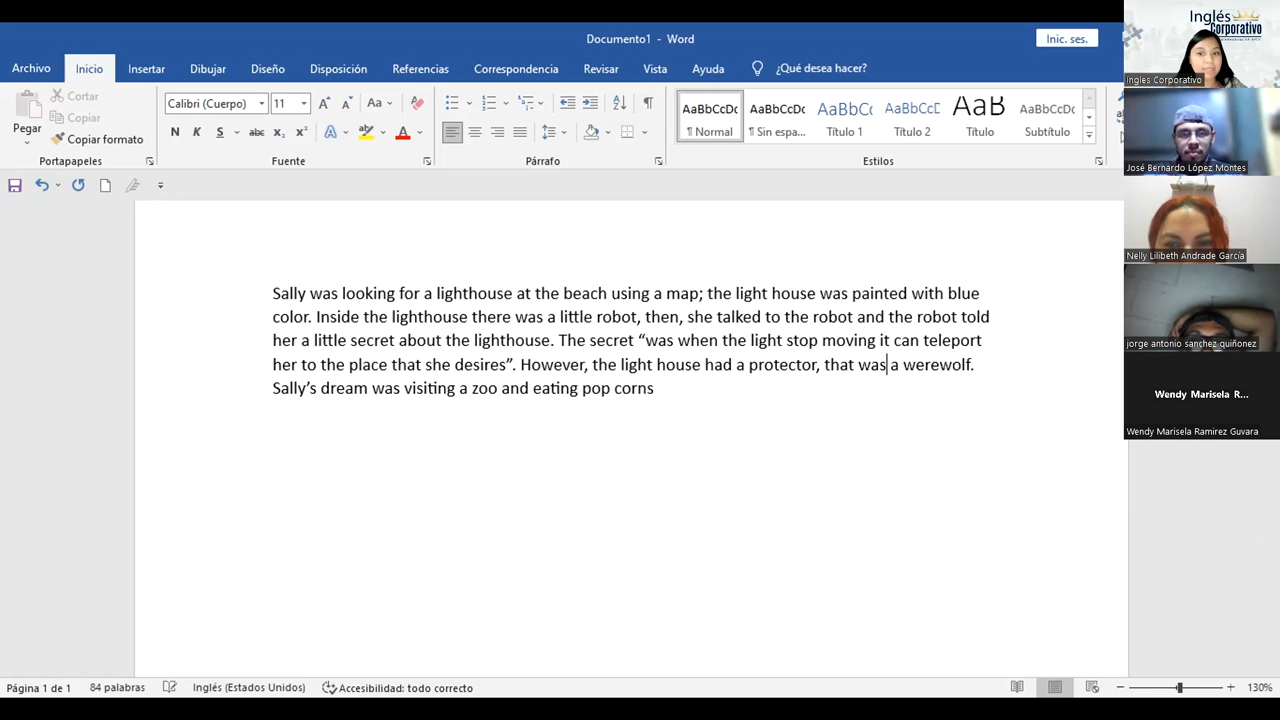 Documento1 - Word
Inic. ses.
Archivo Inicio Insertar Dibujar Diseño Disposición Referencias Correspondencia Revisar Vista Ayuda ¿Qué desea hacer?
Pegar
Cortar
Copiar
Copiar formato
Portapapeles
Calibri (Cuerpo) 11
N K S abc x₂ x²
Fuente
Párrafo
AaBbCcDc AaBbCcDc AaBbCc AaBbCcD AaB AaBbCcD
¶ Normal ¶ Sin espa... Título 1 Título 2 Título Subtítulo
Estilos
Sally was looking for a lighthouse at the beach using a map; the light house was painted with blue
color. Inside the lighthouse there was a little robot, then, she talked to the robot and the robot told
her a little secret about the lighthouse. The secret “was when the light stop moving it can teleport
her to the place that she desires”. However, the light house had a protector, that was a werewolf.
Sally’s dream was visiting a zoo and eating pop corns
Página 1 de 1 84 palabras Inglés (Estados Unidos) Accesibilidad: todo correcto 130%
Inglés
Corporativo
Ingles Corporativo
José Bernardo López Montes
Nelly Lilibeth Andrade García
jorge antonio sanchez quiñonez
Wendy Marisela R...
Wendy Marisela Ramirez Guvara